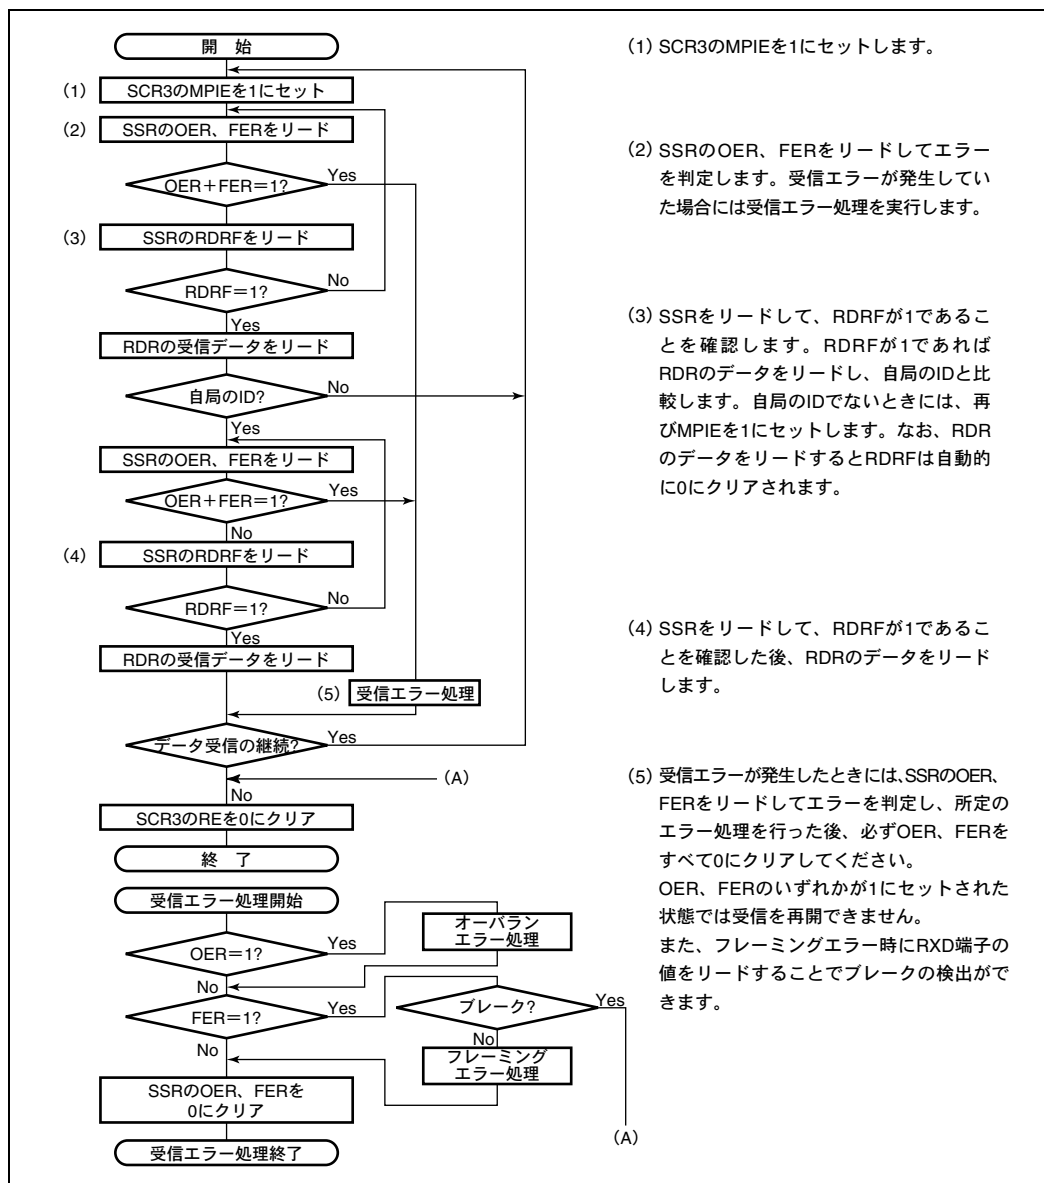 開　始
(1) SCR3のMPIEを1にセット
(2) SSRのOER、FERをリード
OER＋FER＝1?
Yes
(3) SSRのRDRFをリード
RDRF＝1?
No
Yes
RDRの受信データをリード
自局のID?
No
Yes
SSRのOER、FERをリード
OER＋FER＝1?
Yes
No
(4) SSRのRDRFをリード
RDRF＝1?
No
Yes
RDRの受信データをリード
(5) 受信エラー処理
データ受信の継続?
Yes
(A)
No
SCR3のREを0にクリア
終　了
受信エラー処理開始
OER＝1?
Yes
オーバラン
エラー処理
No
FER＝1?
Yes
ブレーク?
Yes
No
No
フレーミング
エラー処理
SSRのOER、FERを
0にクリア
(A)
受信エラー処理終了
(1) SCR3のMPIEを1にセットします。
(2) SSRのOER、FERをリードしてエラー
を判定します。受信エラーが発生してい
た場合には受信エラー処理を実行します。
(3) SSRをリードして、RDRFが1であるこ
とを確認します。RDRFが1であれば
RDRのデータをリードし、自局のIDと比
較します。自局のIDでないときには、再
びMPIEを1にセットします。なお、RDR
のデータをリードするとRDRFは自動的
に0にクリアされます。
(4) SSRをリードして、RDRFが1であるこ
とを確認した後、RDRのデータをリード
します。
(5) 受信エラーが発生したときには、SSRのOER、
FERをリードしてエラーを判定し、所定の
エラー処理を行った後、必ずOER、FERを
すべて0にクリアしてください。
OER、FERのいずれかが1にセットされた
状態では受信を再開できません。
また、フレーミングエラー時にRXD端子の
値をリードすることでブレークの検出がで
きます。